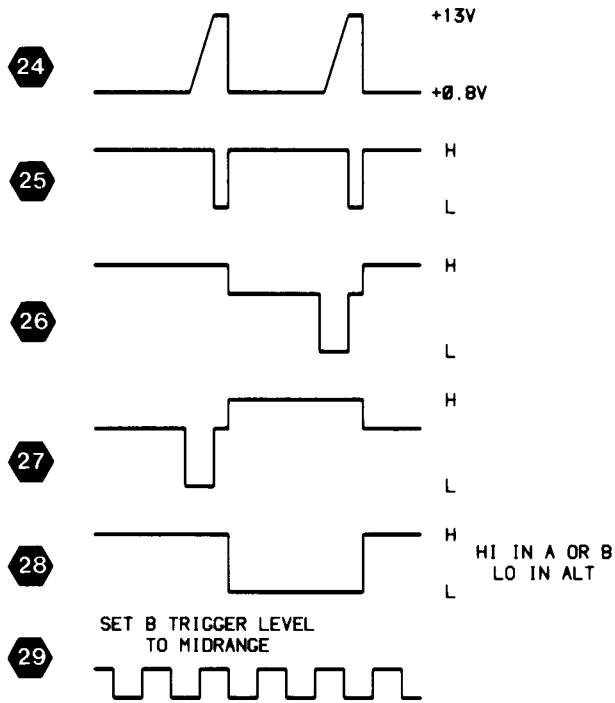 +13V
24
+0.8V
25
H
L
26
H
L
27
H
L
28
H
L
HI IN A OR B
LO IN ALT
29
SET B TRIGGER LEVEL
TO MIDRANGE